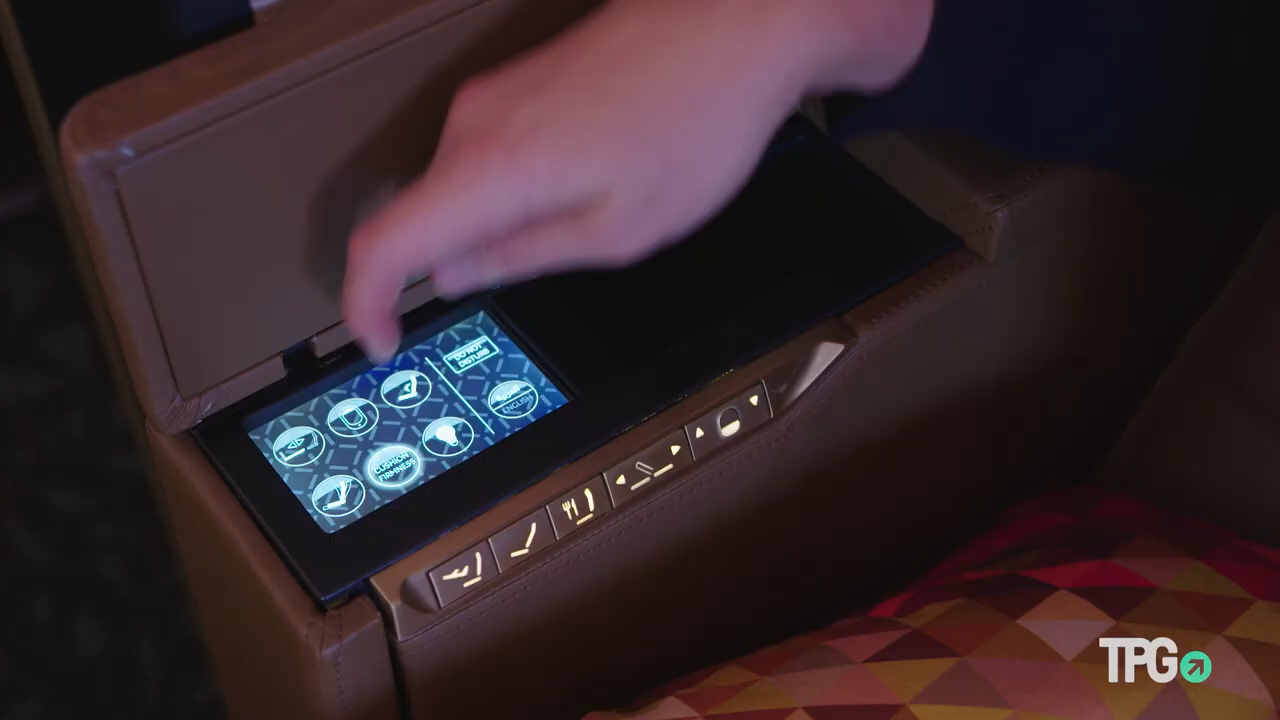 DO NOT
DISTURB
ENGLISH
CUSHION
FIRMNESS
TPG